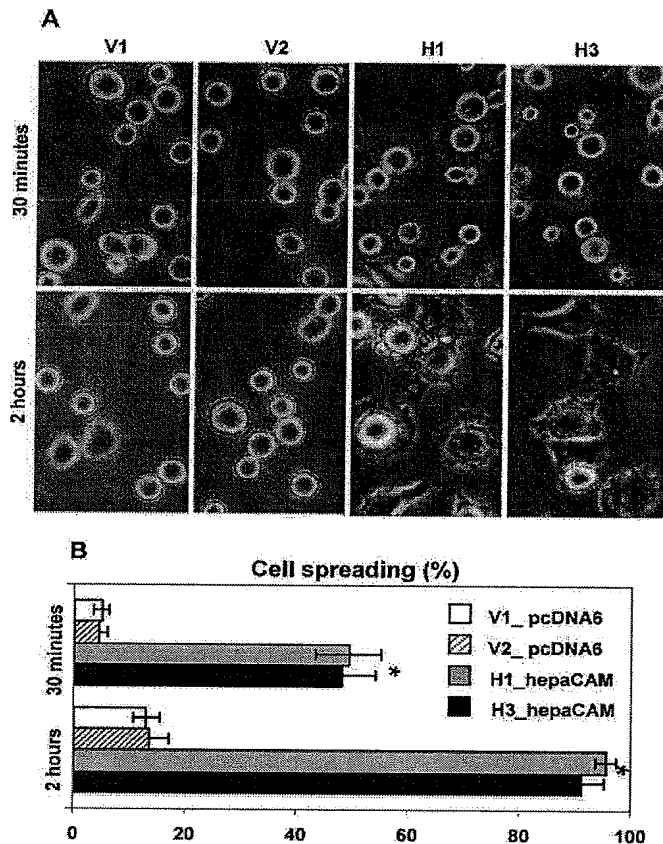 A
V1 V2 H1 H3
30 minutes
2 hours
B
Cell spreading (%)
30 minutes
2 hours
V1_ pcDNA6
V2_ pcDNA6
H1_hepaCAM
H3_hepaCAM
*
*
0 20 40 60 80 100